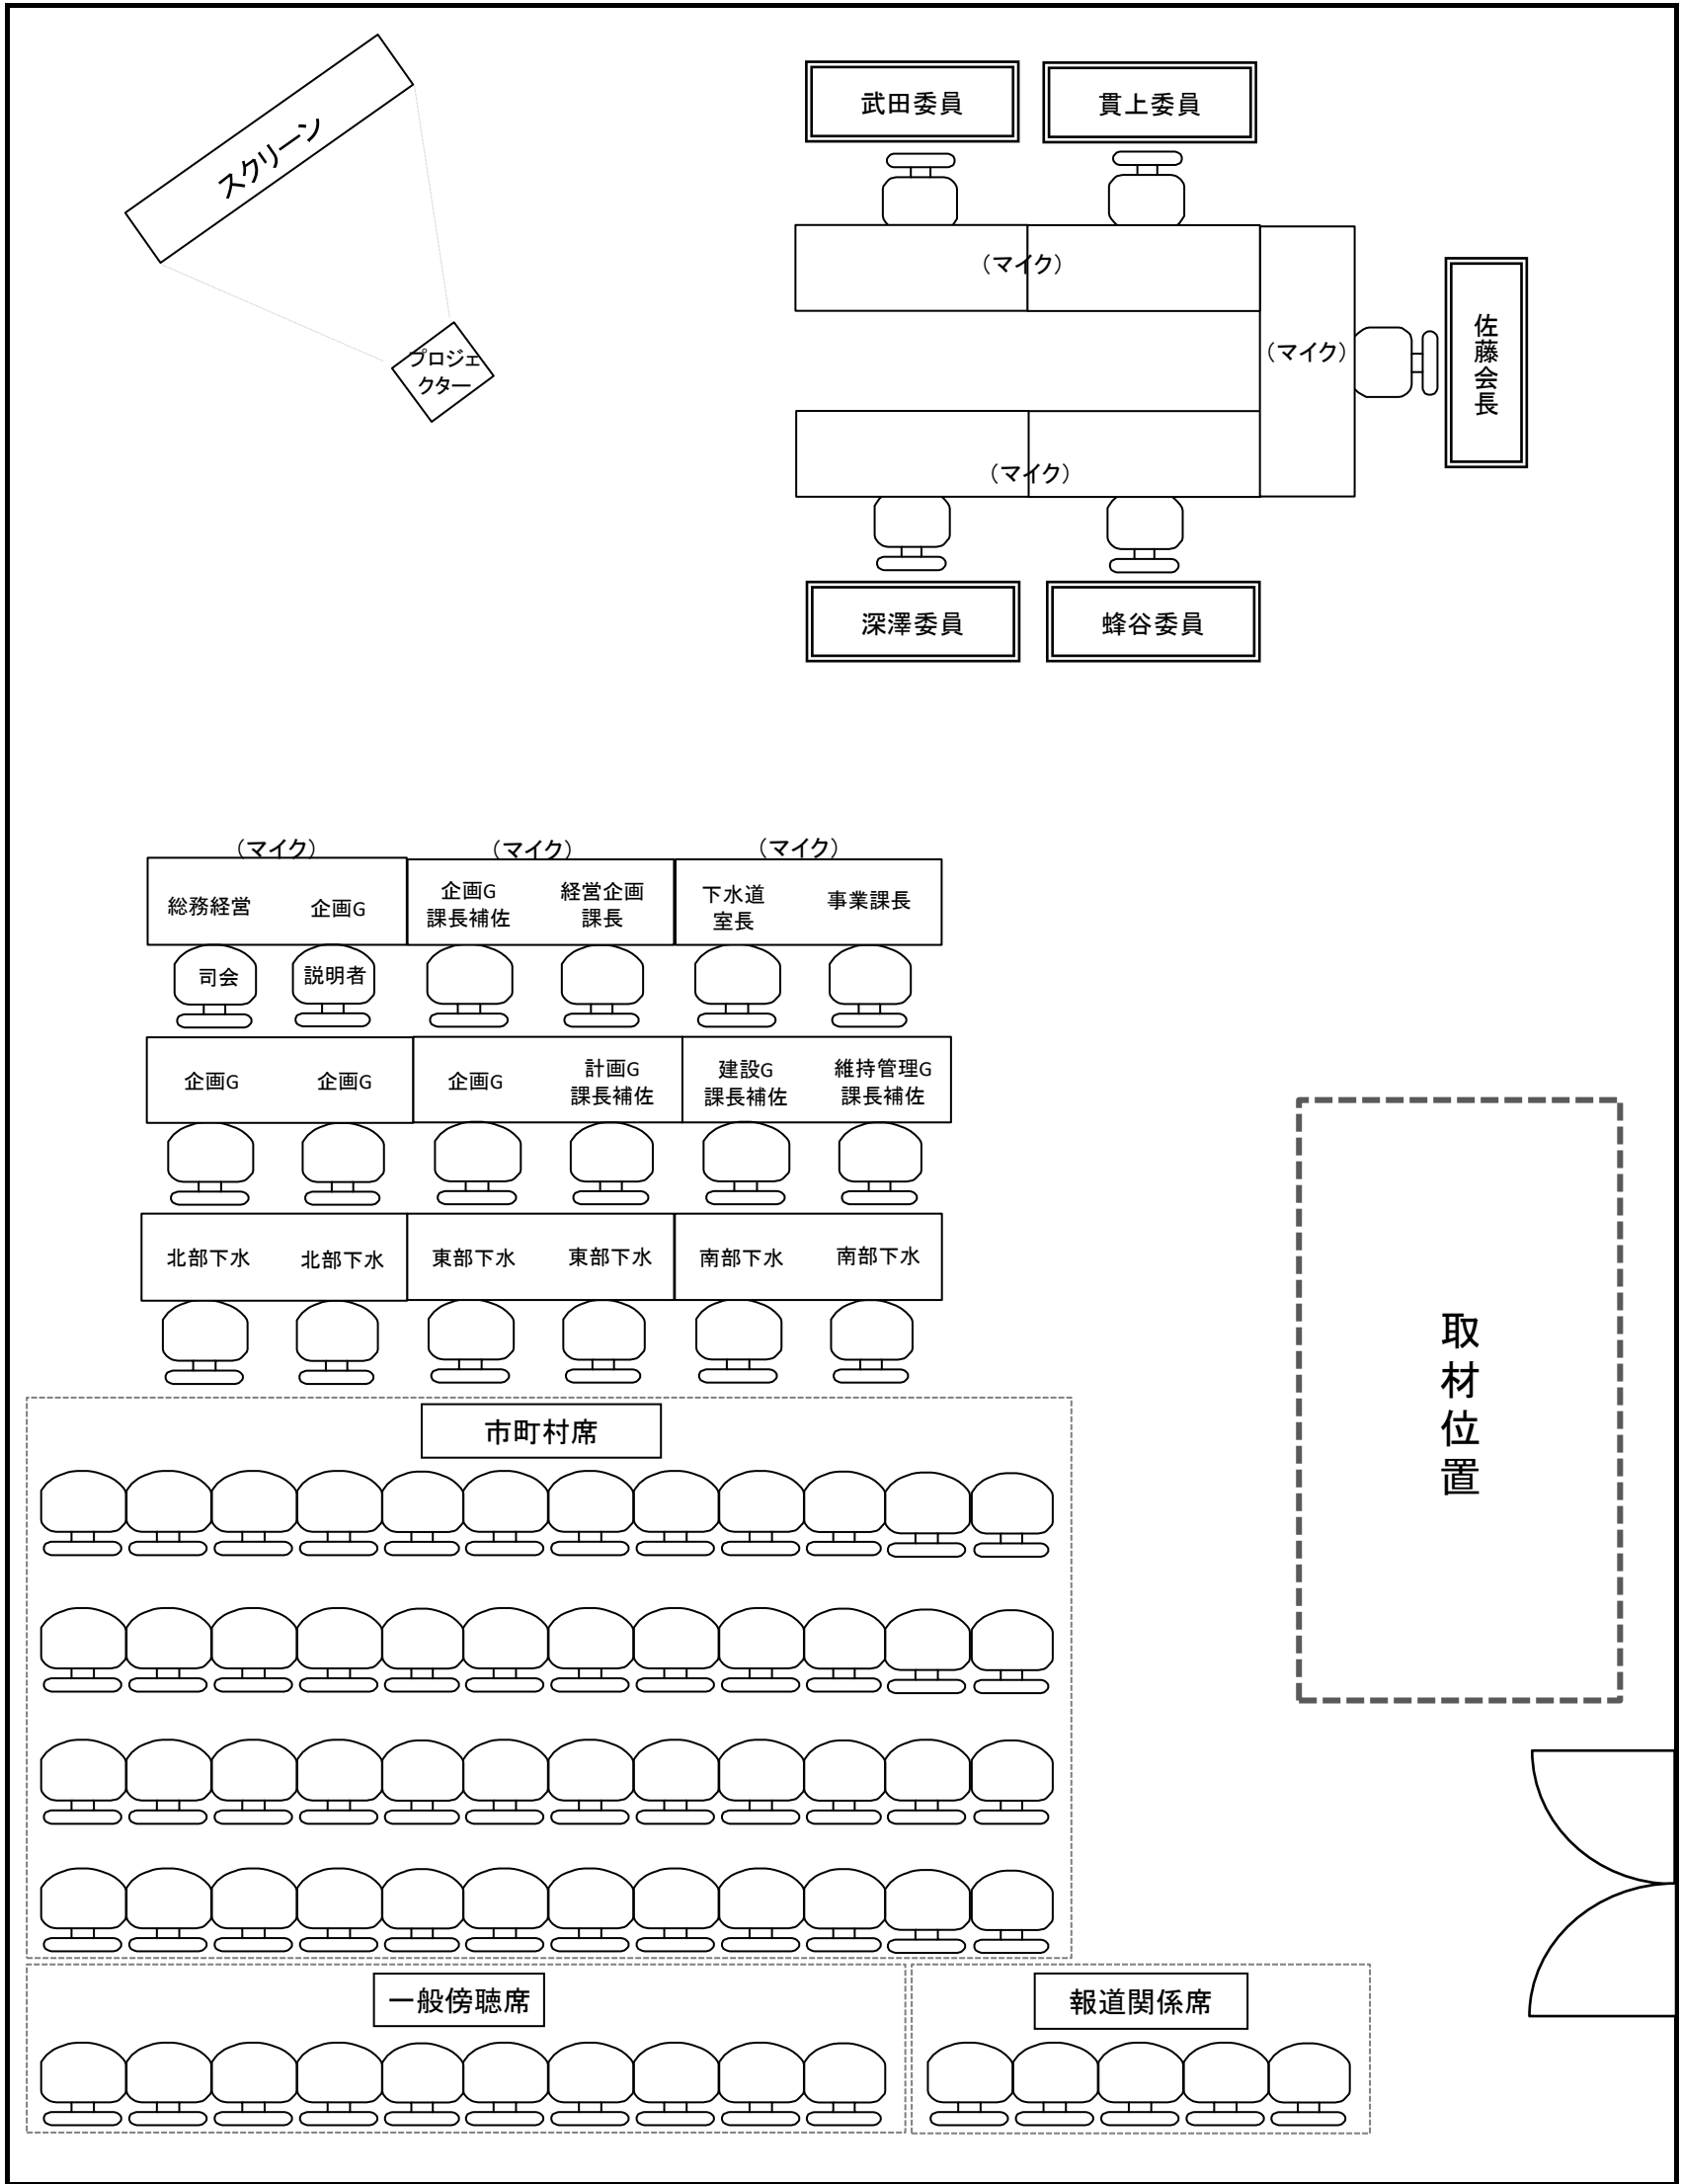 スクリーン
プロジェ
クター
武田委員
貫上委員
（マイク）
（マイク）
佐藤会長
（マイク）
深澤委員
蜂谷委員
（マイク）
（マイク）
（マイク）
総務経営
企画G
企画G
課長補佐
経営企画
課長
下水道
室長
事業課長
司会
説明者
企画G
企画G
企画G
計画G
課長補佐
建設G
課長補佐
維持管理G
課長補佐
北部下水
北部下水
東部下水
東部下水
南部下水
南部下水
取材位置
市町村席
一般傍聴席
報道関係席